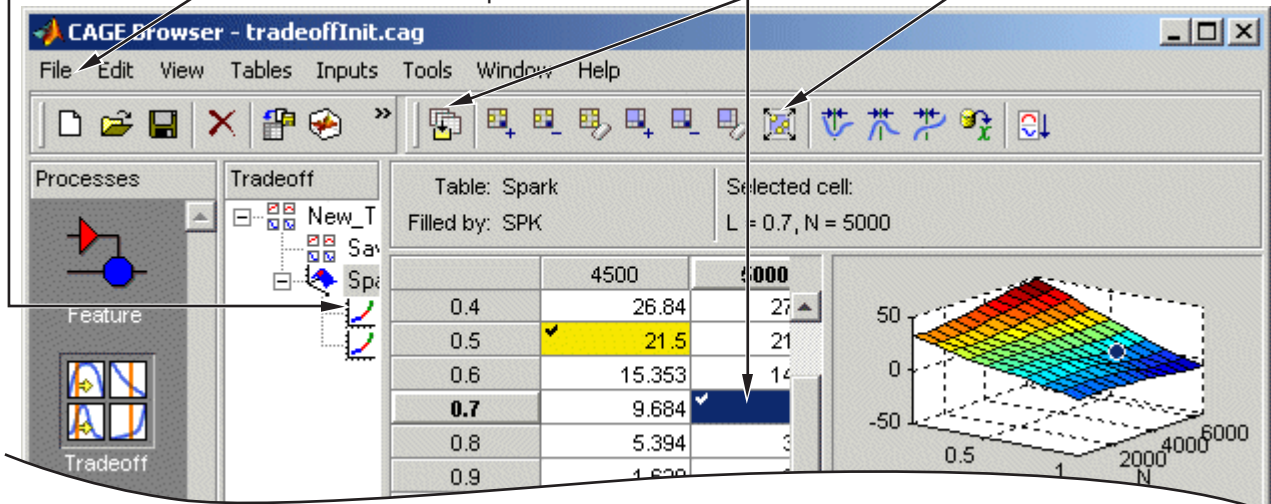 CAGE Browser - tradeoffInit.cag
File Edit View Tables Inputs Tools Window Help
Processes
Tradeoff
Table: Spark
Selected cell:
Filled by: SPK
L = 0.7, N = 5000
New_T
Sav
Spa
Feature
Tradeoff
4500 5000
0.4 26.84 27
0.5 21.5 21
0.6 15.353 14
0.7 9.684
0.8 5.394 3
0.9
50
0
-50
0.5
1
2000
4000
6000
N